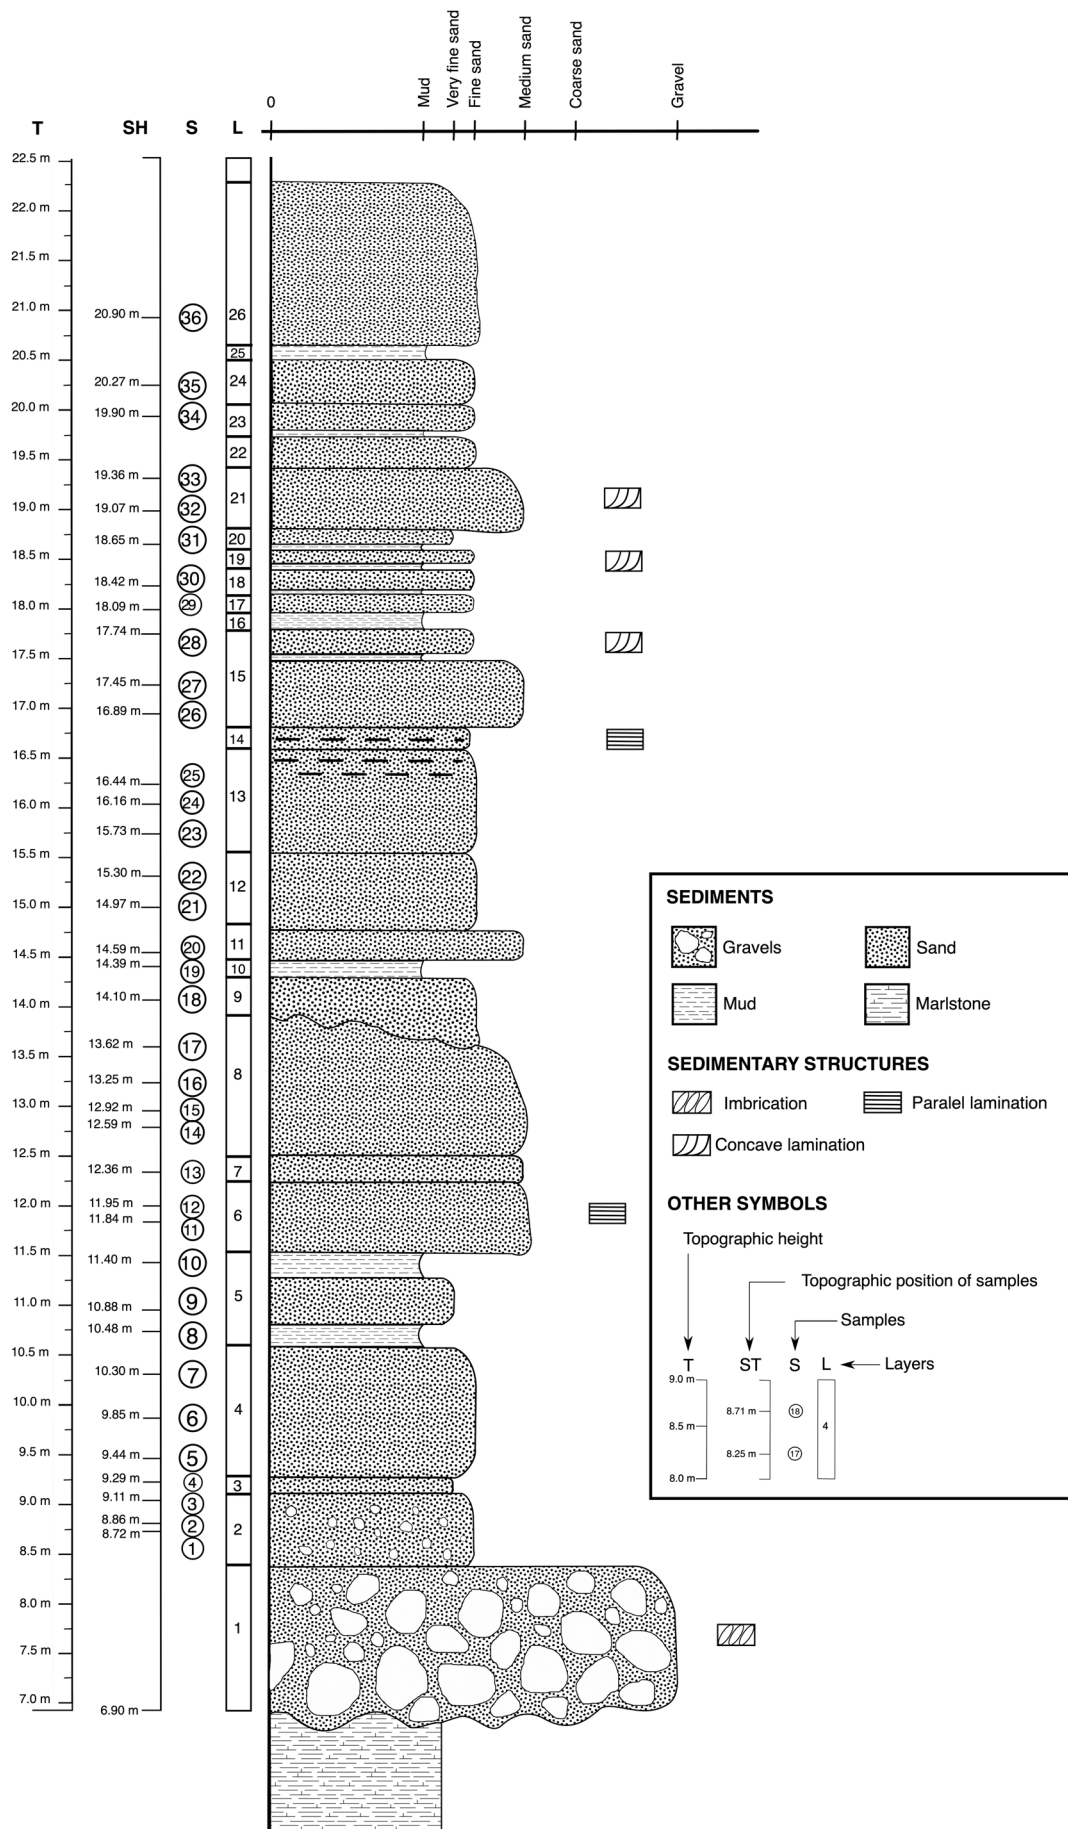 0
Mud
Very fine sand
Fine sand
Medium sand
Coarse sand
Gravel
T SH S L
22.5 m
22.0 m
21.5 m
21.0 m
20.90 m 36 26
20.5 m
25
20.27 m 35 24
20.0 m
19.90 m 34 23
19.5 m
22
19.36 m 33
21
19.0 m
19.07 m 32
18.65 m 31 20
18.5 m
19
18.42 m 30 18
18.0 m
18.09 m 29 17
16
17.74 m 28
17.5 m
15
17.45 m 27
17.0 m
16.89 m 26
14
16.5 m
16.44 m 25
13
16.0 m
16.16 m 24
15.73 m 23
15.5 m
15.30 m 22
12
15.0 m
14.97 m 21
14.5 m
14.59 m 20 11
14.39 m 19 10
14.0 m
14.10 m 18 9
13.5 m
13.62 m 17
8
13.25 m 16
13.0 m
12.92 m 15
12.59 m 14
12.5 m
12.36 m 13 7
12.0 m
11.95 m 12
6
11.84 m 11
11.5 m
11.40 m 10
5
11.0 m
10.88 m 9
10.48 m 8
10.5 m
10.30 m 7
4
10.0 m
9.85 m 6
9.5 m
9.44 m 5
9.29 m 4 3
9.0 m
9.11 m 3
8.86 m 2 2
8.72 m 1
8.5 m
8.0 m
1
7.5 m
7.0 m
6.90 m
SEDIMENTS
Gravels Sand
Mud Marlstone
SEDIMENTARY STRUCTURES
Imbrication Paralel lamination
Concave lamination
OTHER SYMBOLS
Topographic height
Topographic position of samples
Samples
T ST S L Layers
9.0 m
8.71 m 18
8.5 m 4
8.25 m 17
8.0 m